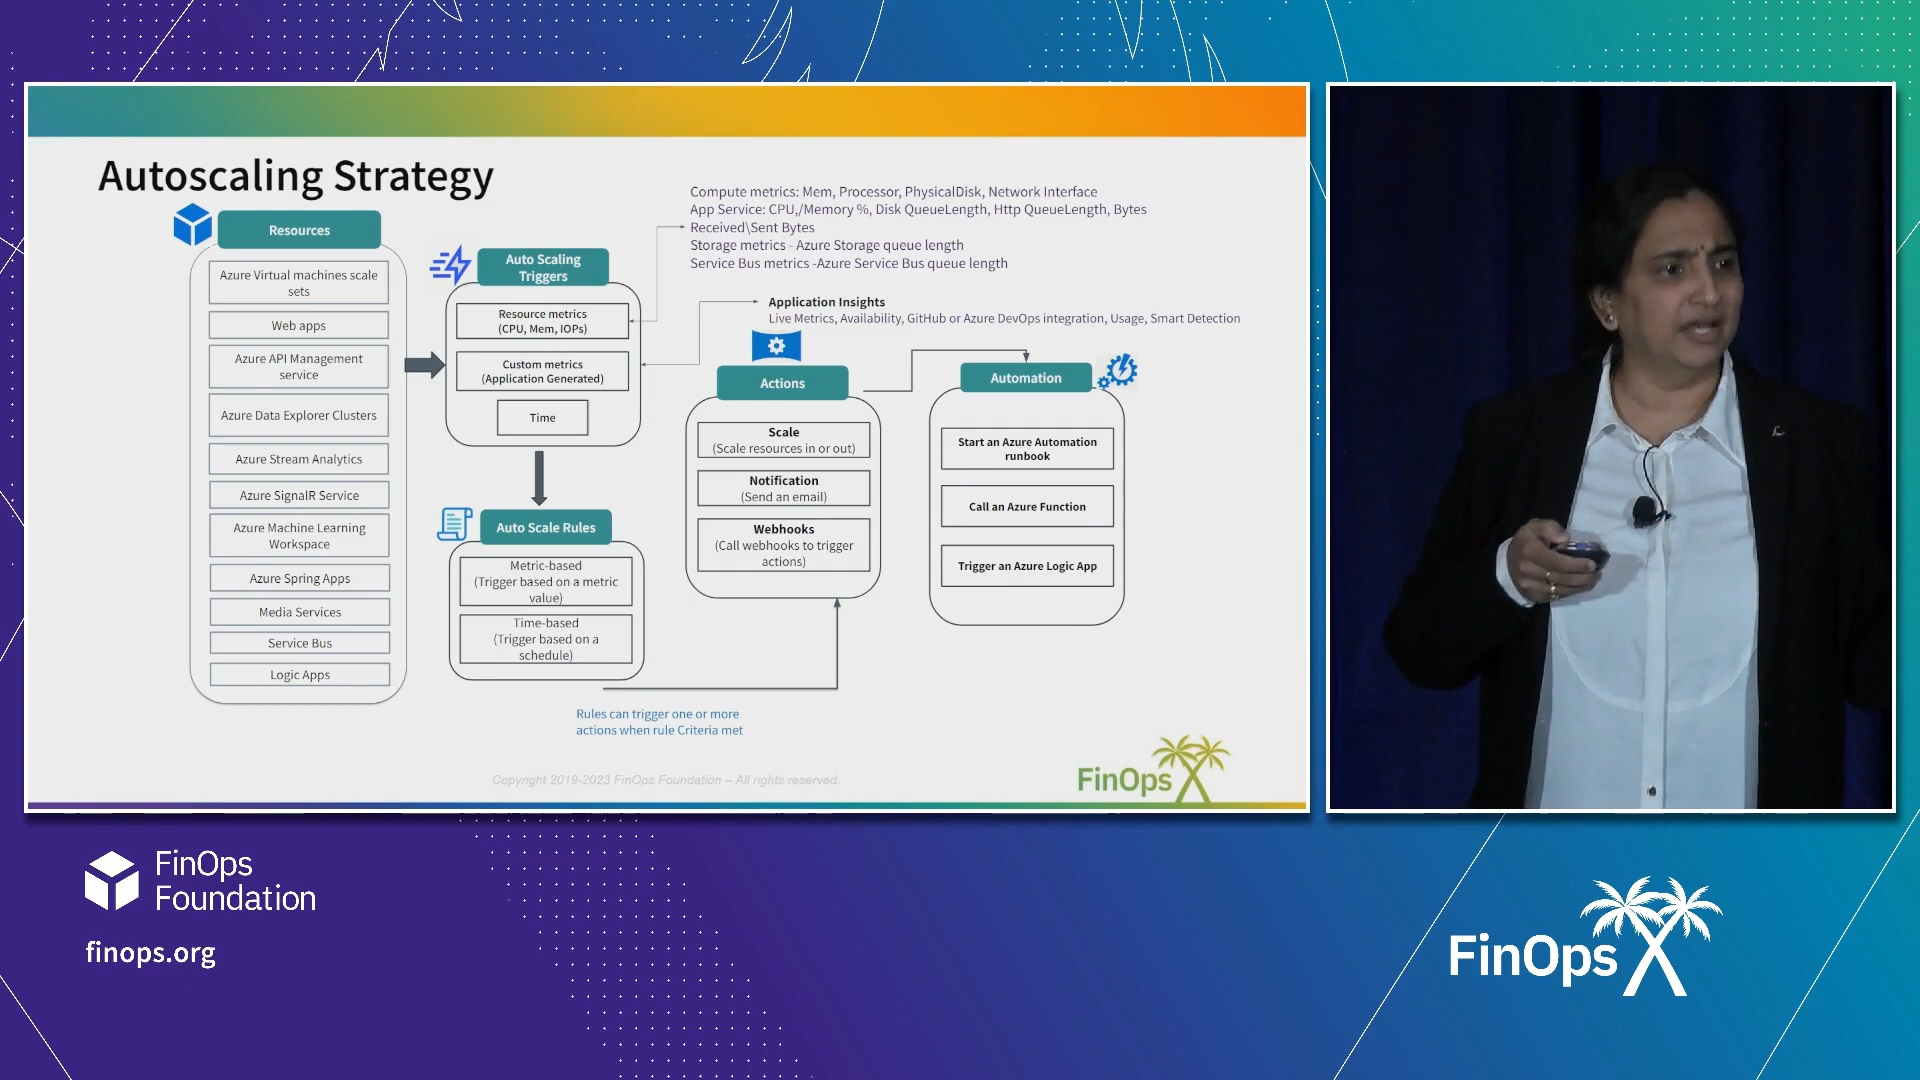 Autoscaling Strategy
Resources
Azure Virtual machines scale
sets
Web apps
Azure API Management
service
Azure Data Explorer Clusters
Azure Stream Analytics
Azure SignalR Service
Azure Machine Learning
Workspace
Azure Spring Apps
Media Services
Service Bus
Logic Apps
Auto Scaling
Triggers
Resource metrics
(CPU, Mem, IOPs)
Custom metrics
(Application Generated)
Time
Auto Scale Rules
Metric-based
(Trigger based on a metric
value)
Time-based
(Trigger based on a
schedule)
Rules can trigger one or more
actions when rule Criteria met
Compute metrics: Mem, Processor, PhysicalDisk, Network Interface
App Service: CPU,/Memory %, Disk QueueLength, Http QueueLength, Bytes
Received\Sent Bytes
Storage metrics - Azure Storage queue length
Service Bus metrics -Azure Service Bus queue length
Application Insights
Live Metrics, Availability, GitHub or Azure DevOps integration, Usage, Smart Detection
Actions
Scale
(Scale resources in or out)
Notification
(Send an email)
Webhooks
(Call webhooks to trigger
actions)
Automation
Start an Azure Automation
runbook
Call an Azure Function
Trigger an Azure Logic App
Copyright 2019-2023 FinOps Foundation – All rights reserved.
FinOps X
FinOps
Foundation
finops.org
FinOps X